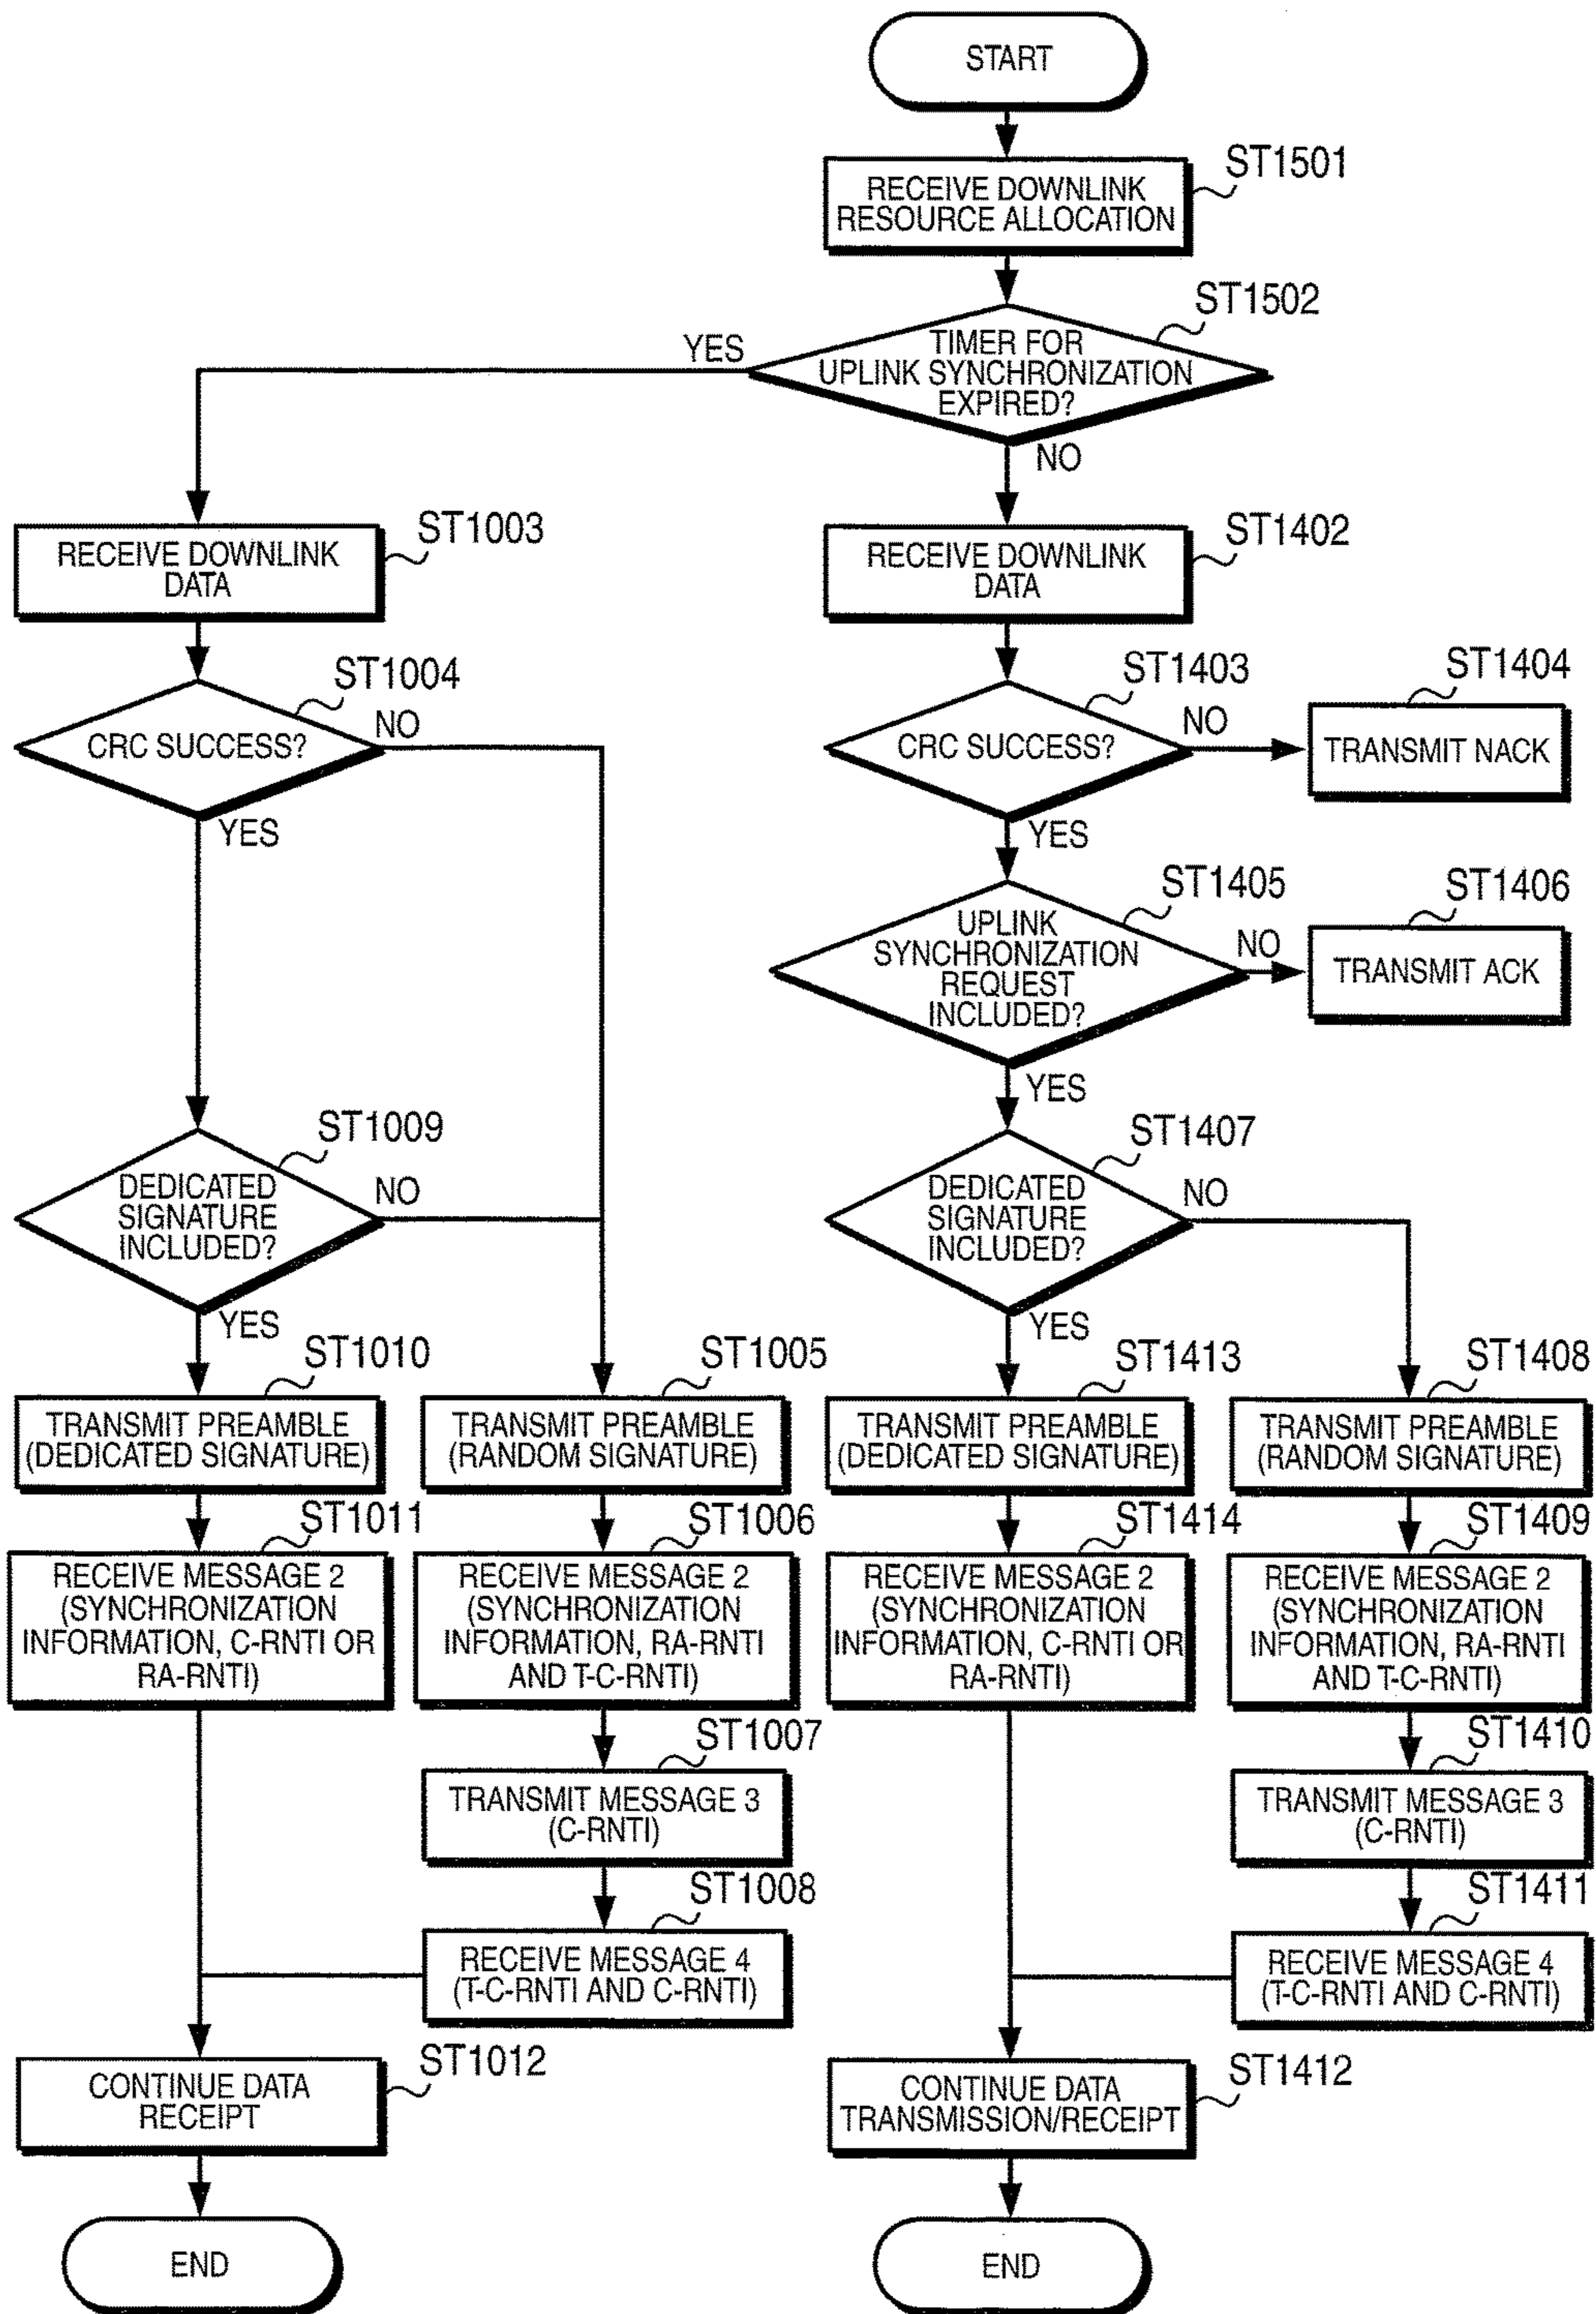 START
ST1501
RECEIVE DOWNLINK
RESOURCE ALLOCATION
ST1502
YES
TIMER FOR
UPLINK SYNCHRONIZATION
EXPIRED?
NO
ST1003
RECEIVE DOWNLINK
DATA
ST1402
RECEIVE DOWNLINK
DATA
ST1004
CRC SUCCESS?
NO
YES
ST1403
CRC SUCCESS?
NO
YES
ST1404
TRANSMIT NACK
ST1405
UPLINK
SYNCHRONIZATION
REQUEST
INCLUDED?
NO
YES
ST1406
TRANSMIT ACK
ST1009
DEDICATED
SIGNATURE
INCLUDED?
NO
YES
ST1407
DEDICATED
SIGNATURE
INCLUDED?
NO
YES
ST1010
TRANSMIT PREAMBLE
(DEDICATED SIGNATURE)
ST1005
TRANSMIT PREAMBLE
(RANDOM SIGNATURE)
ST1413
TRANSMIT PREAMBLE
(DEDICATED SIGNATURE)
ST1408
TRANSMIT PREAMBLE
(RANDOM SIGNATURE)
ST1011
RECEIVE MESSAGE 2
(SYNCHRONIZATION
INFORMATION, C-RNTI OR
RA-RNTI)
ST1006
RECEIVE MESSAGE 2
(SYNCHRONIZATION
INFORMATION, RA-RNTI
AND T-C-RNTI)
ST1414
RECEIVE MESSAGE 2
(SYNCHRONIZATION
INFORMATION, C-RNTI OR
RA-RNTI)
ST1409
RECEIVE MESSAGE 2
(SYNCHRONIZATION
INFORMATION, RA-RNTI
AND T-C-RNTI)
ST1007
TRANSMIT MESSAGE 3
(C-RNTI)
ST1410
TRANSMIT MESSAGE 3
(C-RNTI)
ST1008
RECEIVE MESSAGE 4
(T-C-RNTI AND C-RNTI)
ST1411
RECEIVE MESSAGE 4
(T-C-RNTI AND C-RNTI)
ST1012
CONTINUE DATA
RECEIPT
ST1412
CONTINUE DATA
TRANSMISSION/RECEIPT
END
END